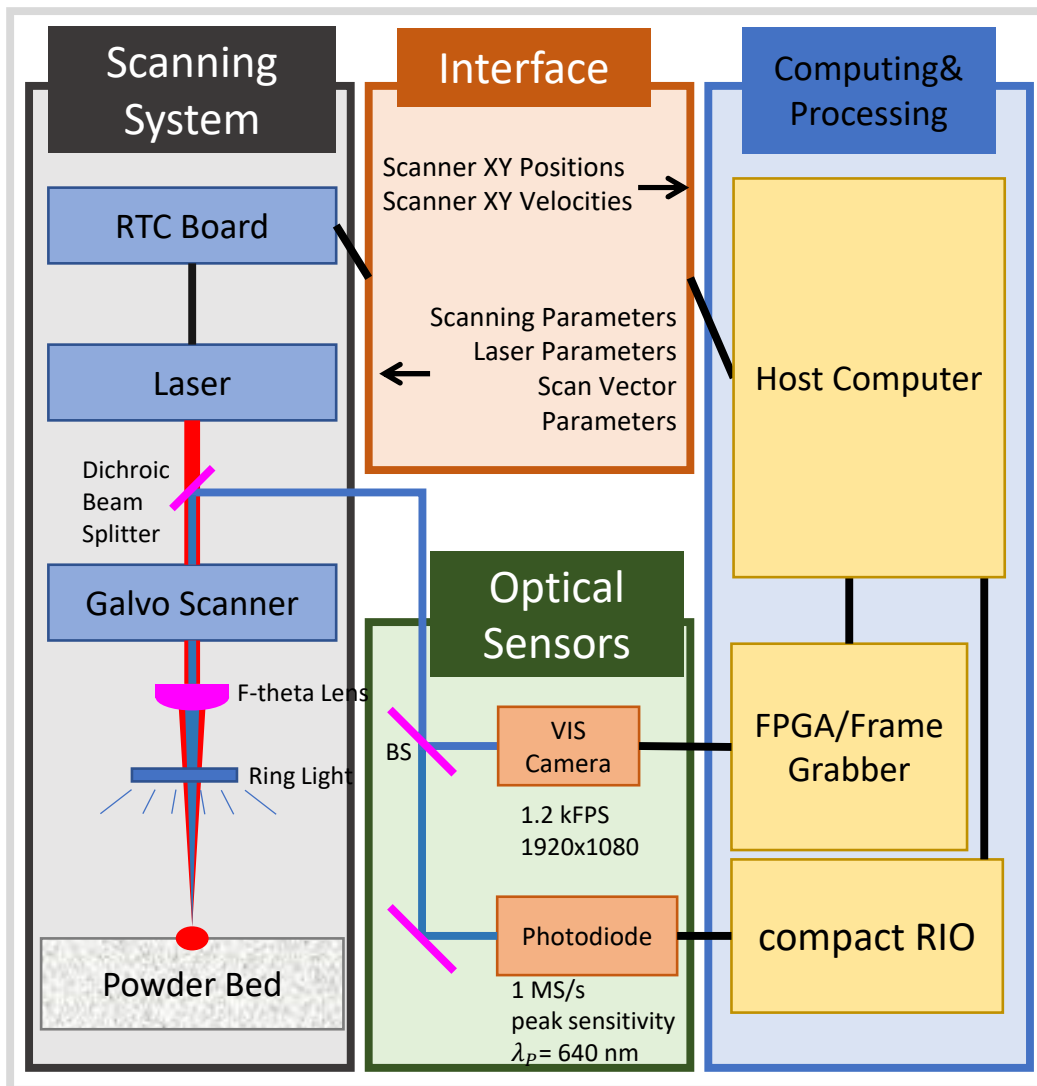 Scanning
System
RTC Board
Laser
Dichroic
Beam
Splitter
Galvo Scanner
F-theta Lens
Ring Light
Powder Bed
Interface
Scanner XY Positions
Scanner XY Velocities
Scanning Parameters
Laser Parameters
Scan Vector
Parameters
Optical
Sensors
BS
VIS
Camera
1.2 kFPS
1920x1080
Photodiode
1 MS/s
peak sensitivity
λ_P = 640 nm
Computing&
Processing
Host Computer
FPGA/Frame
Grabber
compact RIO